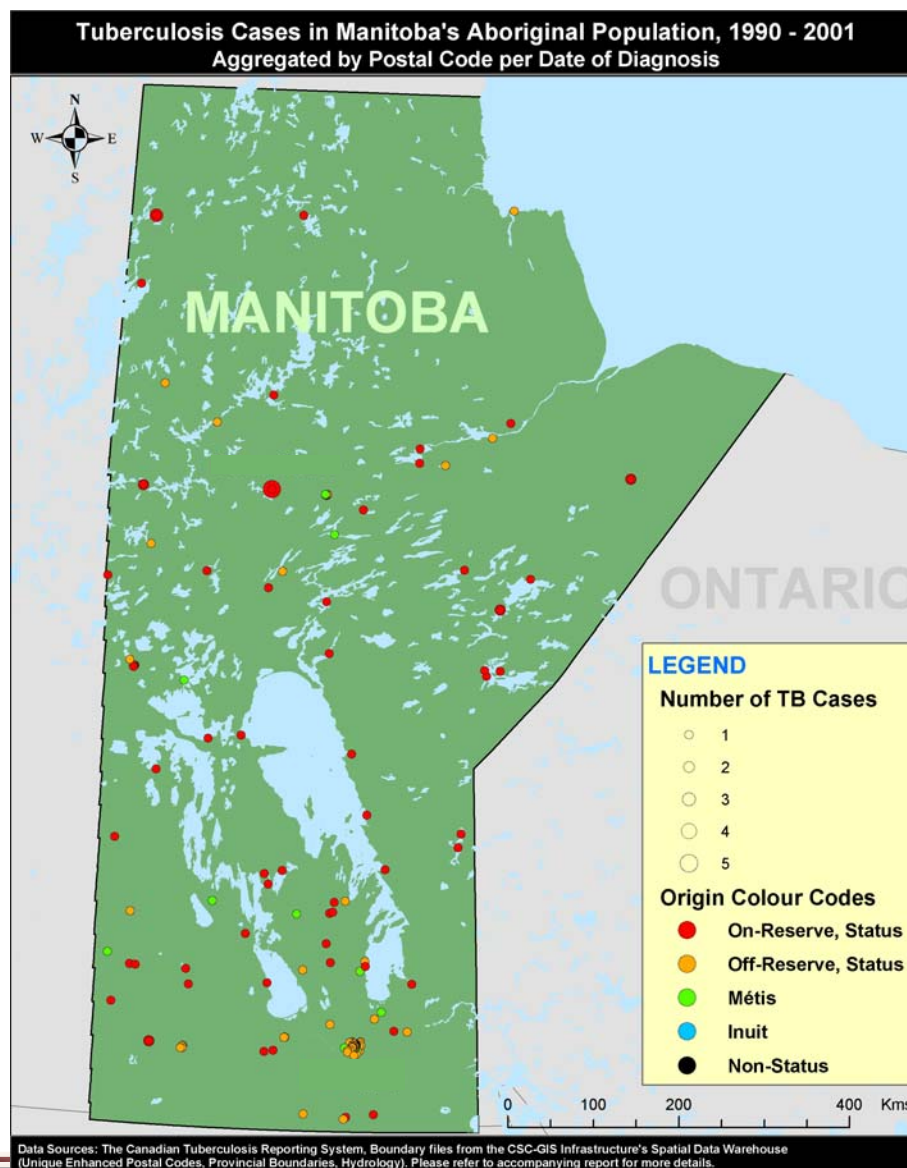 Tuberculosis Cases in Manitoba's Aboriginal Population, 1990 - 2001
Aggregated by Postal Code per Date of Diagnosis
N
W E
S
MANITOBA
ONTARIO
LEGEND
Number of TB Cases
1
2
3
4
5
Origin Colour Codes
On-Reserve, Status
Off-Reserve, Status
Métis
Inuit
Non-Status
0 100 200 400 Kms
Data Sources: The Canadian Tuberculosis Reporting System, Boundary files from the CSC-GIS Infrastructure's Spatial Data Warehouse
(Unique Enhanced Postal Codes, Provincial Boundaries, Hydrology). Please refer to accompanying report for more details.